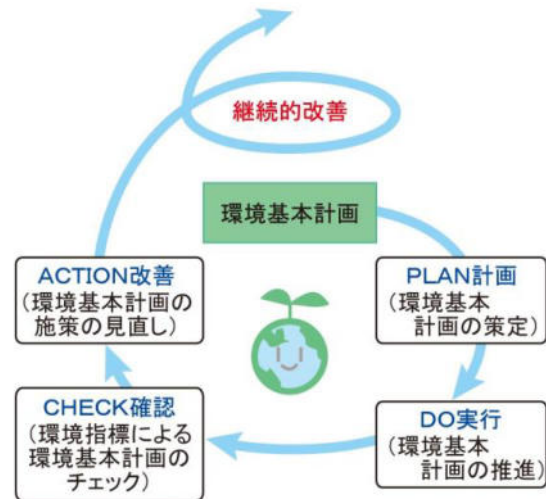 継続的改善
環境基本計画
PLAN計画
(環境基本
計画の策定)
DO実行
(環境基本
計画の推進)
CHECK確認
(環境指標による
環境基本計画の
チェック)
ACTION改善
(環境基本計画の
施策の見直し)